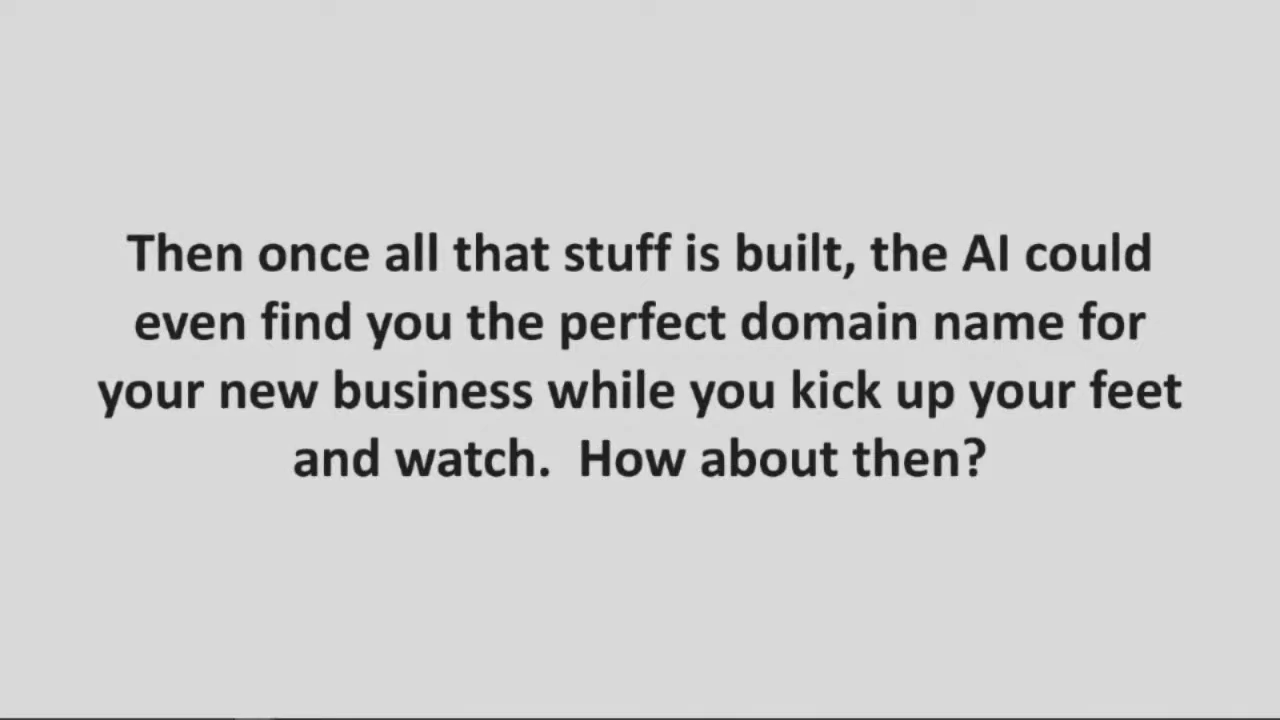 Then once all that stuff is built, the AI could
even find you the perfect domain name for
your new business while you kick up your feet
and watch.  How about then?